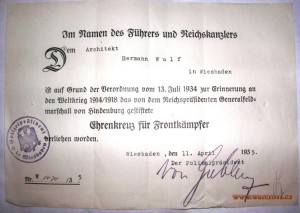 Im Namen des Führers und Reichskanzlers
Dem Architekt
Hermann Wulf
in Wiesbaden
ist auf Grund der Verordnung vom 13. Juli 1934 zur Erinnerung an
den Weltkrieg 1914/1918 das von dem Reichspräsidenten Generalfeld-
marschall von Hindenburg gestiftete
Ehrenkreuz für Frontkämpfer
verliehen worden.
Wiesbaden, den 11. April 1935.
Der Polizeipräsident
Nr.